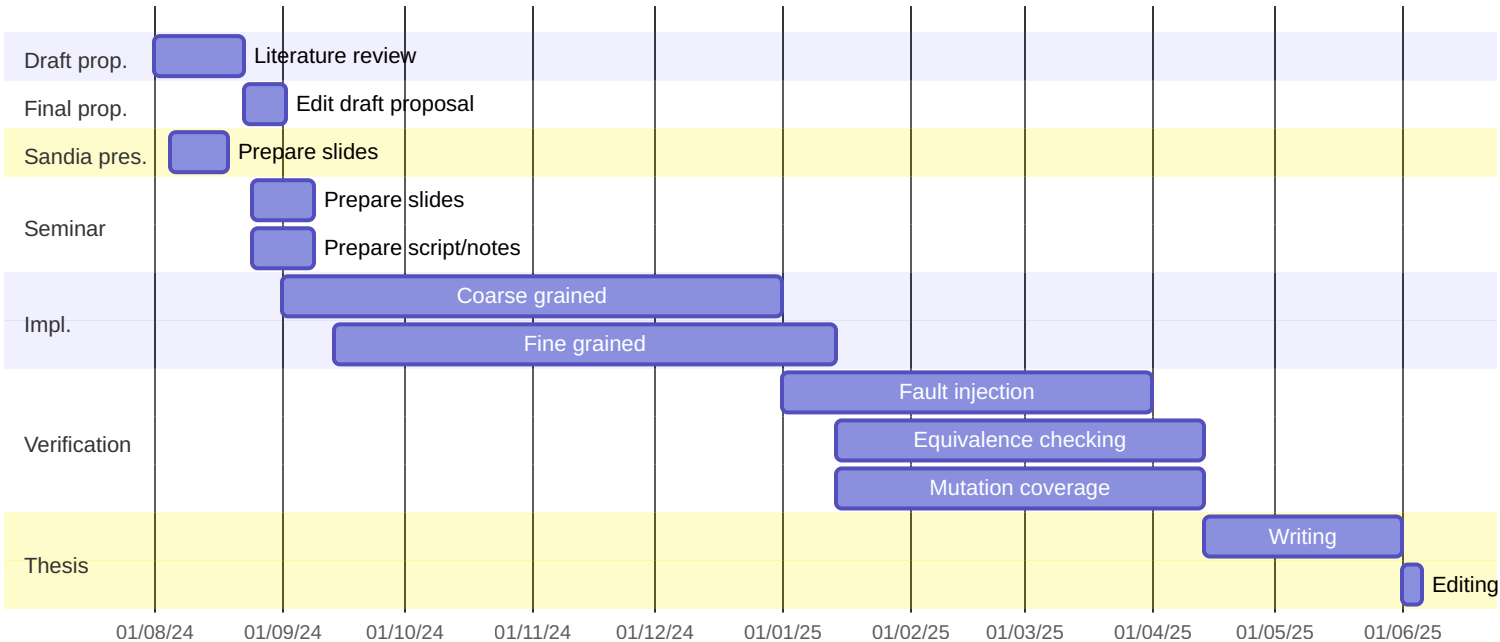 Draft prop.
Literature review
Final prop.
Edit draft proposal
Sandia pres.
Prepare slides
Seminar
Prepare slides
Prepare script/notes
Impl.
Coarse grained
Fine grained
Verification
Fault injection
Equivalence checking
Mutation coverage
Thesis
Writing
Editing
01/08/24 01/09/24 01/10/24 01/11/24 01/12/24 01/01/25 01/02/25 01/03/25 01/04/25 01/05/25 01/06/25